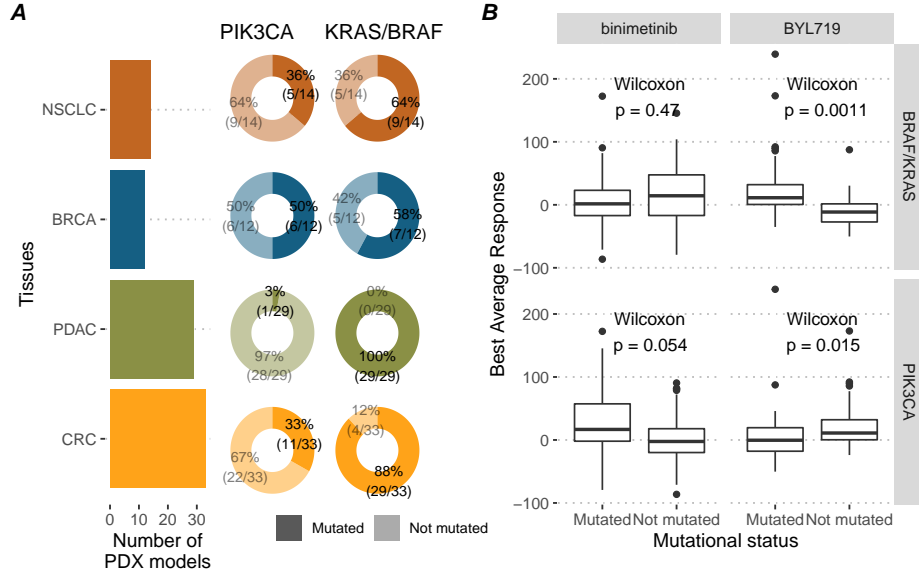 A
PIK3CA
KRAS/BRAF
NSCLC
36%
(5/14)
64%
(9/14)
36%
(5/14)
64%
(9/14)
BRCA
50%
(6/12)
50%
(6/12)
42%
(5/12)
58%
(7/12)
PDAC
3%
(1/29)
97%
(28/29)
0%
(0/29)
100%
(29/29)
CRC
33%
(11/33)
67%
(22/33)
12%
(4/33)
88%
(29/33)
Tissues
0
10
20
30
Number of
PDX models
Mutated
Not mutated
B
binimetinib
BYL719
BRAF/KRAS
PIK3CA
Best Average Response
200
100
0
−100
200
100
0
−100
Wilcoxon
p = 0.47
Wilcoxon
p = 0.0011
Wilcoxon
p = 0.054
Wilcoxon
p = 0.015
Mutated
Not mutated
Mutated
Not mutated
Mutational status